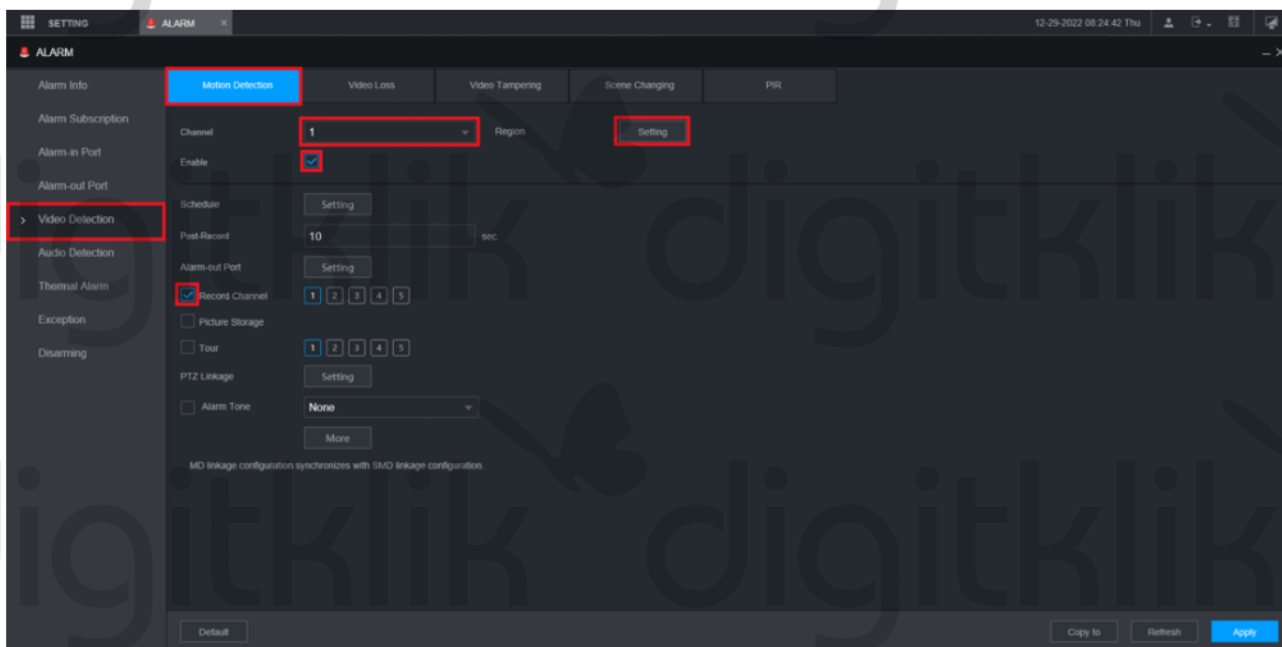 SETTING ALARM × 12-29-2022 08:24:42 Thu
ALARM
Alarm Info
Alarm Subscription
Alarm-in Port
Alarm-out Port
Video Detection
Audio Detection
Thermal Alarm
Exception
Disarming
Motion Detection Video Loss Video Tampering Scene Changing PIR
Channel 1 Region Setting
Enable
Schedule Setting
Post-Record 10 sec.
Alarm-out Port Setting
Record Channel 1 2 3 4 5
Picture Storage
Tour 1 2 3 4 5
PTZ Linkage Setting
Alarm Tone None
More
MD linkage configuration synchronizes with SMD linkage configuration.
Default Copy to Refresh Apply
igitklik digitklik
igitklik digitklik